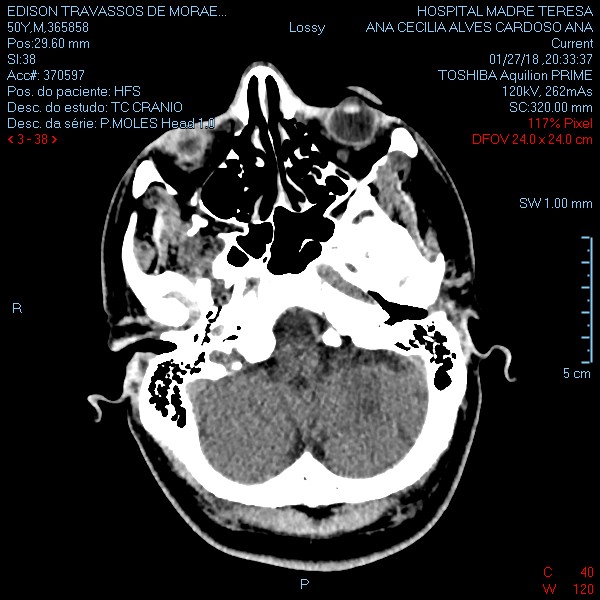 EDISON TRAVASSOS DE MORAE...
50Y,M,365858
Pos:29.60 mm
SI:38
Acc#: 370597
Pos. do paciente: HFS
Desc. do estudo: TC CRANIO
Desc. da série: P.MOLES Head 1.0
< 3 - 38 >
Lossy
HOSPITAL MADRE TERESA
ANA CECILIA ALVES CARDOSO ANA
Current
01/27/18 ,20:33:37
TOSHIBA Aquilion PRIME
120kV, 262mAs
SC:320.00 mm
117% Pixel
DFOV 24.0 x 24.0 cm
SW 1.00 mm
R
5 cm
P
C 40
W 120